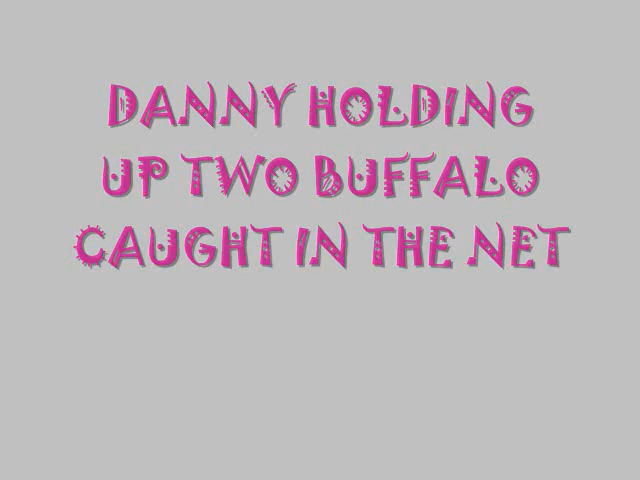 DANNY HOLDING
UP TWO BUFFALO
CAUGHT IN THE NET